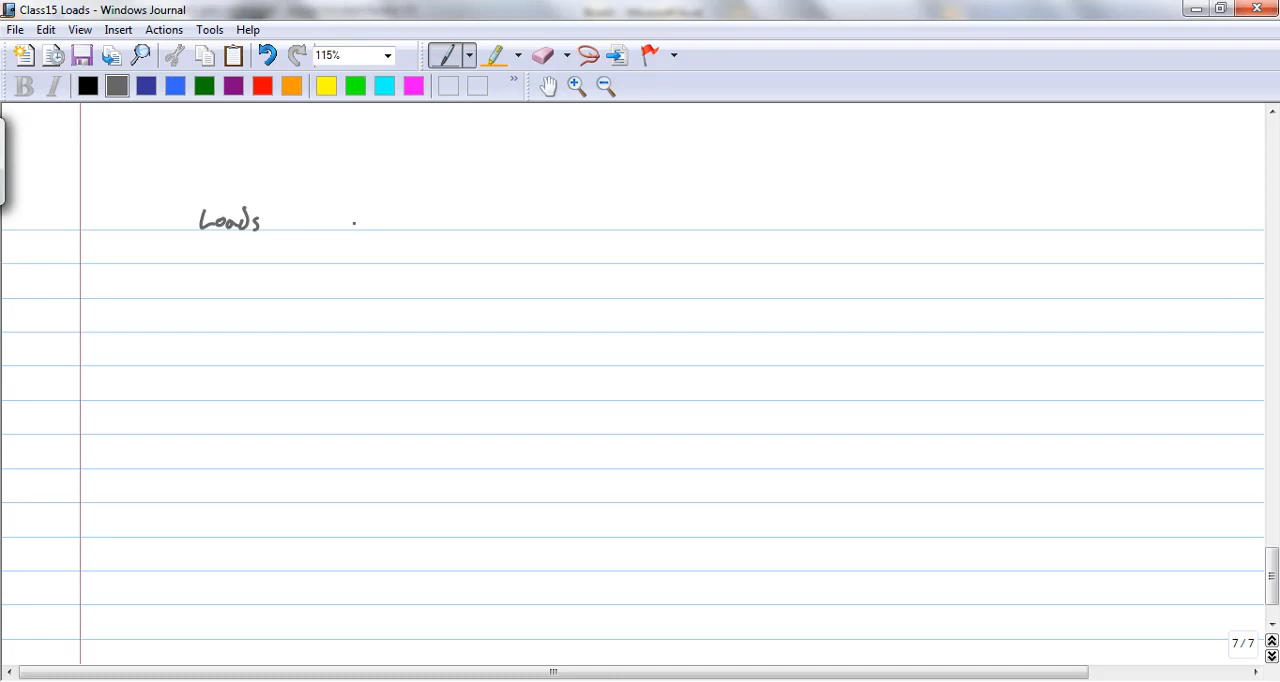 Class15 Loads - Windows Journal
File Edit View Insert Actions Tools Help
115%
B I
Loads
7/7